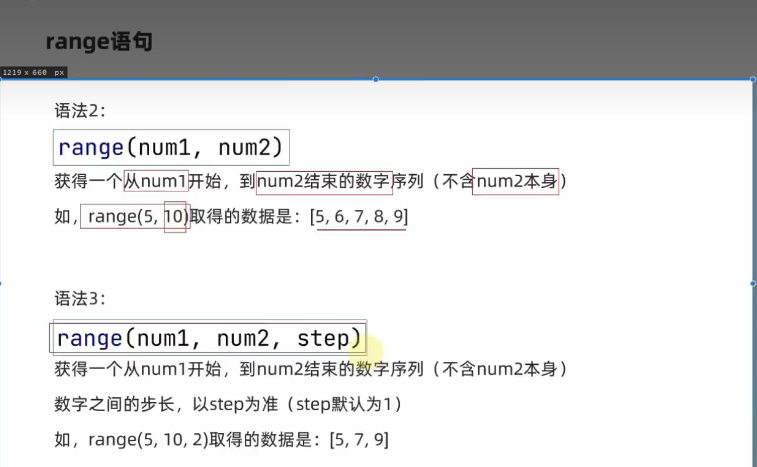 range语句
1219 x 660 px
语法2：
range(num1, num2)
获得一个从num1开始，到num2结束的数字序列（不含num2本身）
如，range(5, 10)取得的数据是：[5, 6, 7, 8, 9]
语法3：
range(num1, num2, step)
获得一个从num1开始，到num2结束的数字序列（不含num2本身）
数字之间的步长，以step为准（step默认为1）
如，range(5, 10, 2)取得的数据是：[5, 7, 9]